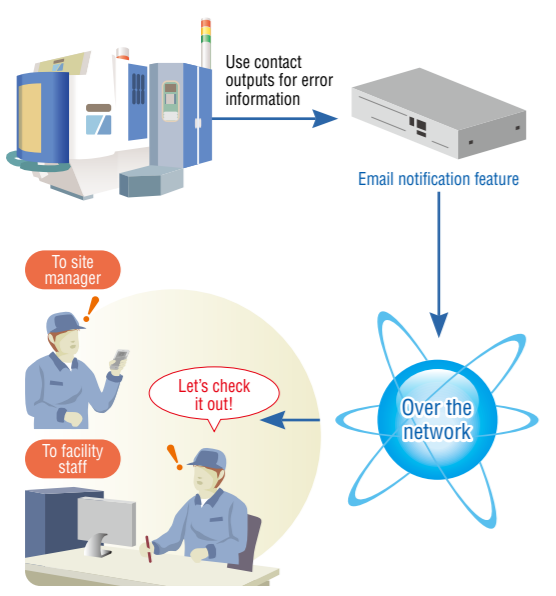 Use contact
outputs for error
information
Email notification feature
To site
manager
Let's check
it out!
Over the
network
To facility
staff